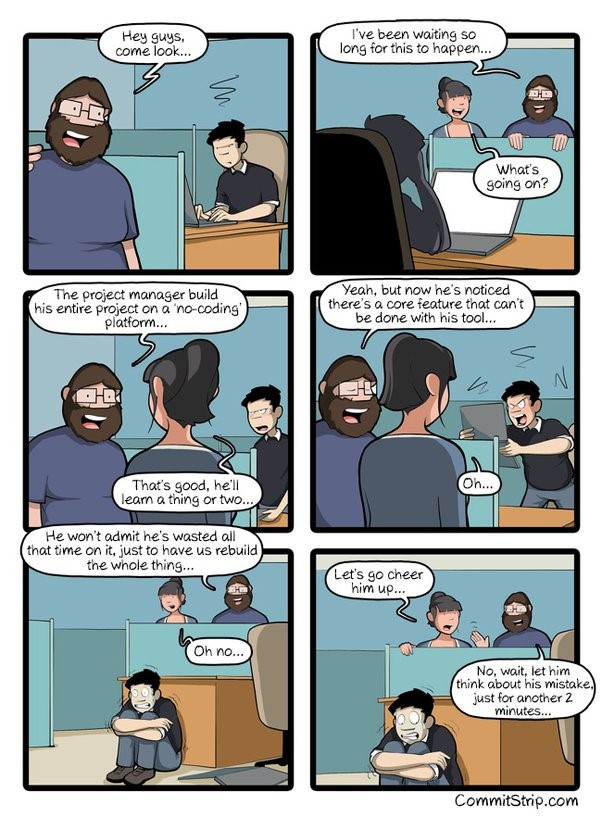 Hey guys,
come look...
I've been waiting so
long for this to happen...
What's
going on?
The project manager build
his entire project on a 'no-coding'
platform...
That's good, he'll
learn a thing or two...
Yeah, but now he's noticed
there's a core feature that can't
be done with his tool...
Oh...
He won't admit he's wasted all
that time on it, just to have us rebuild
the whole thing...
Oh no...
Let's go cheer
him up...
No, wait, let him
think about his mistake,
just for another 2
minutes...
CommitStrip.com